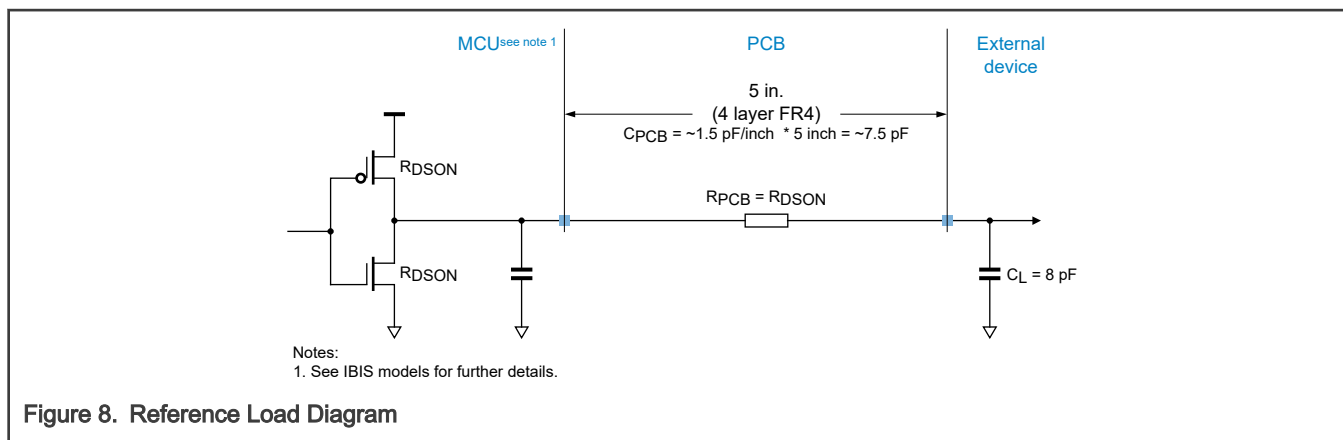 MCU see note 1
PCB
External
device
5 in.
(4 layer FR4)
CPCB = ~1.5 pF/inch * 5 inch = ~7.5 pF
RDSON
RPCB = RDSON
RDSON
CL = 8 pF
Notes:
1. See IBIS models for further details.
Figure 8. Reference Load Diagram